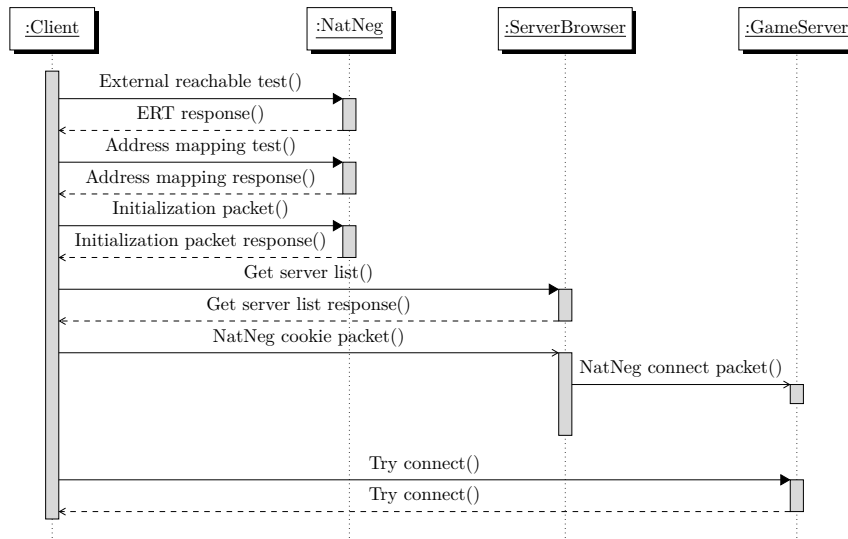 :Client
:NatNeg
:ServerBrowser
:GameServer
External reachable test()
ERT response()
Address mapping test()
Address mapping response()
Initialization packet()
Initialization packet response()
Get server list()
Get server list response()
NatNeg cookie packet()
NatNeg connect packet()
Try connect()
Try connect()